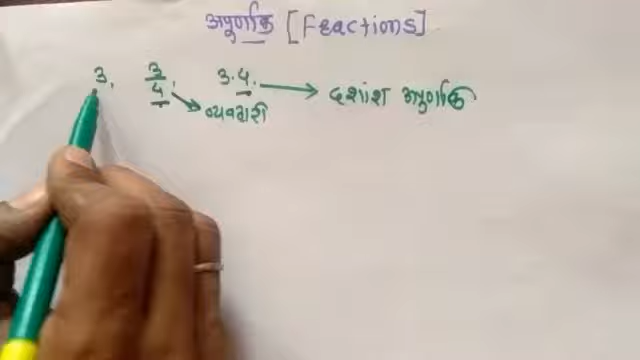 अपुर्णांक [Fractions]
3. 3/4. 3.4. → दशांश अपुर्णांक
व्यवहारी